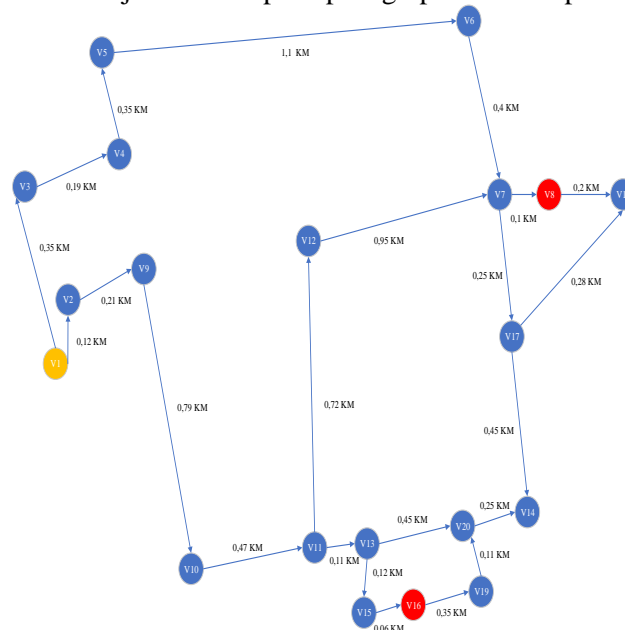 V6
V5
1,1 KM
0,4 KM
0,35 KM
V4
V3
0,19 KM
V7
V8
0,2 KM
0,1 KM
0,35 KM
V12
0,95 KM
V9
V2
0,21 KM
0,25 KM
0,28 KM
0,12 KM
V17
V1
0,79 KM
0,72 KM
0,45 KM
V14
0,25 KM
V20
0,45 KM
V13
V11
0,47 KM
0,11 KM
0,11 KM
V10
0,12 KM
V19
V16
V15
0,35 KM
0,06 KM